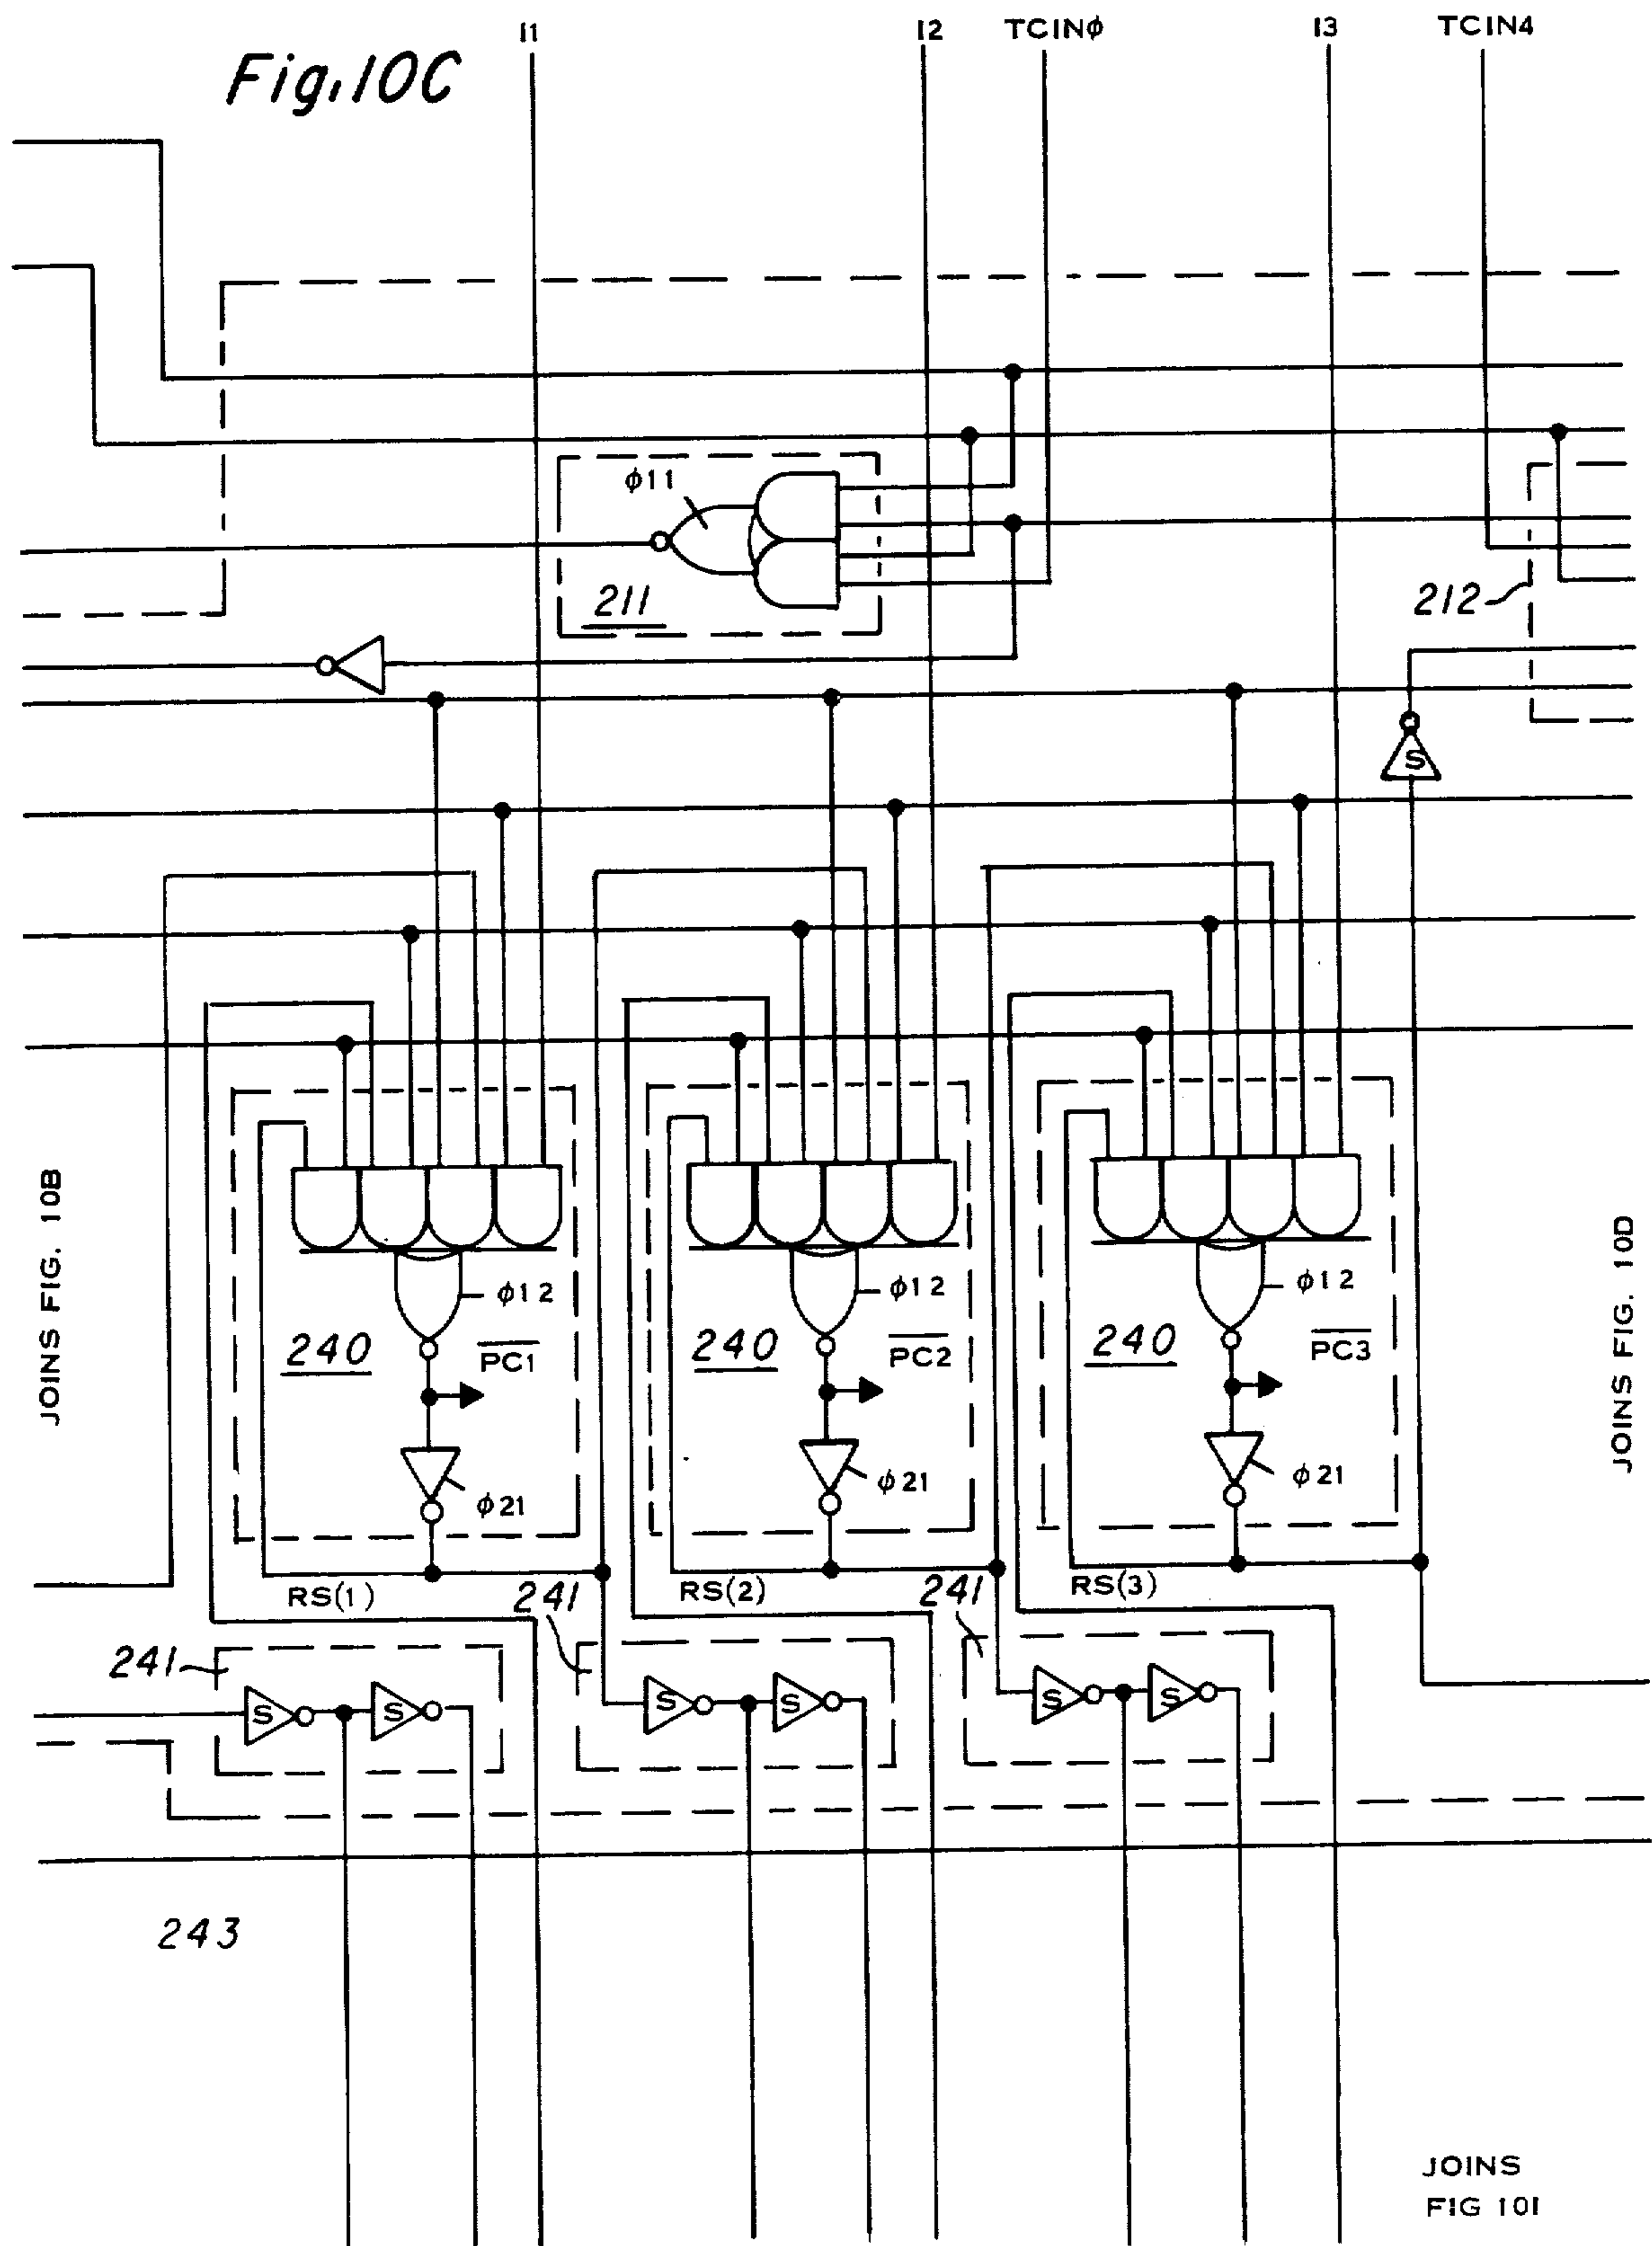 I1
I2
TCINϕ
I3
TCIN4
Fig. 10C
ϕ11
211
212
JOINS FIG. 10B
JOINS FIG. 10D
ϕ12
ϕ12
ϕ12
240
PC1
240
PC2
240
PC3
ϕ21
ϕ21
ϕ21
S
RS(1)
241
RS(2)
241
RS(3)
241
S
S
S
S
S
S
243
JOINS
FIG 10I